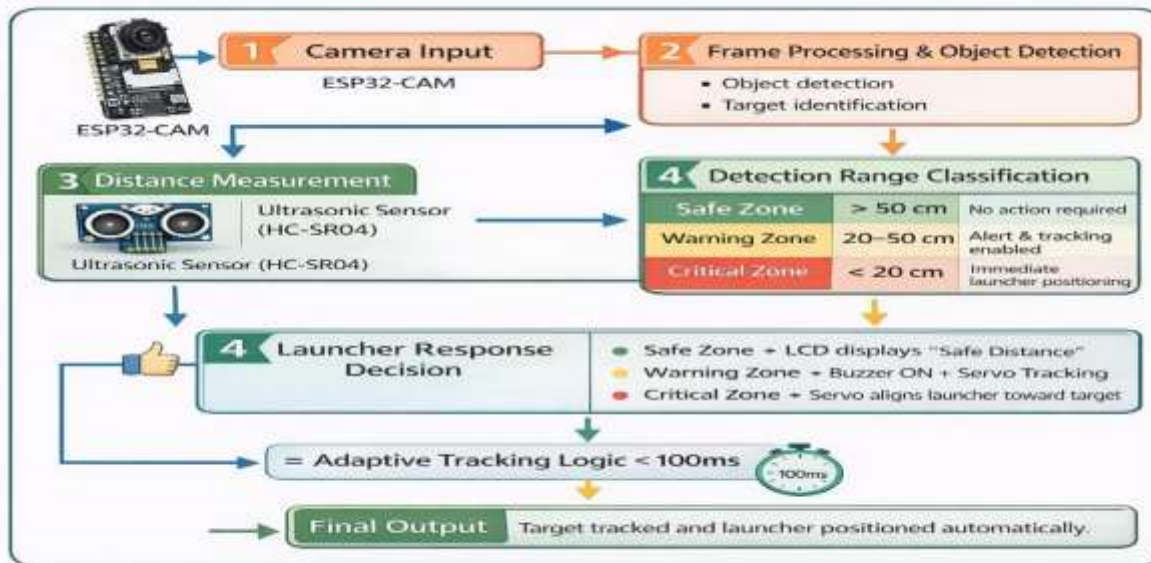 1 Camera Input
ESP32-CAM
ESP32-CAM
2 Frame Processing & Object Detection
• Object detection
• Target identification
3 Distance Measurement
Ultrasonic Sensor
(HC-SR04)
Ultrasonic Sensor (HC-SR04)
4 Detection Range Classification
Safe Zone > 50 cm No action required
Warning Zone 20–50 cm Alert & tracking
enabled
Critical Zone < 20 cm Immediate
launcher positioning
4 Launcher Response
Decision
• Safe Zone + LCD displays "Safe Distance"
• Warning Zone + Buzzer ON + Servo Tracking
• Critical Zone + Servo aligns launcher toward target
= Adaptive Tracking Logic < 100ms
100ms
Final Output Target tracked and launcher positioned automatically.